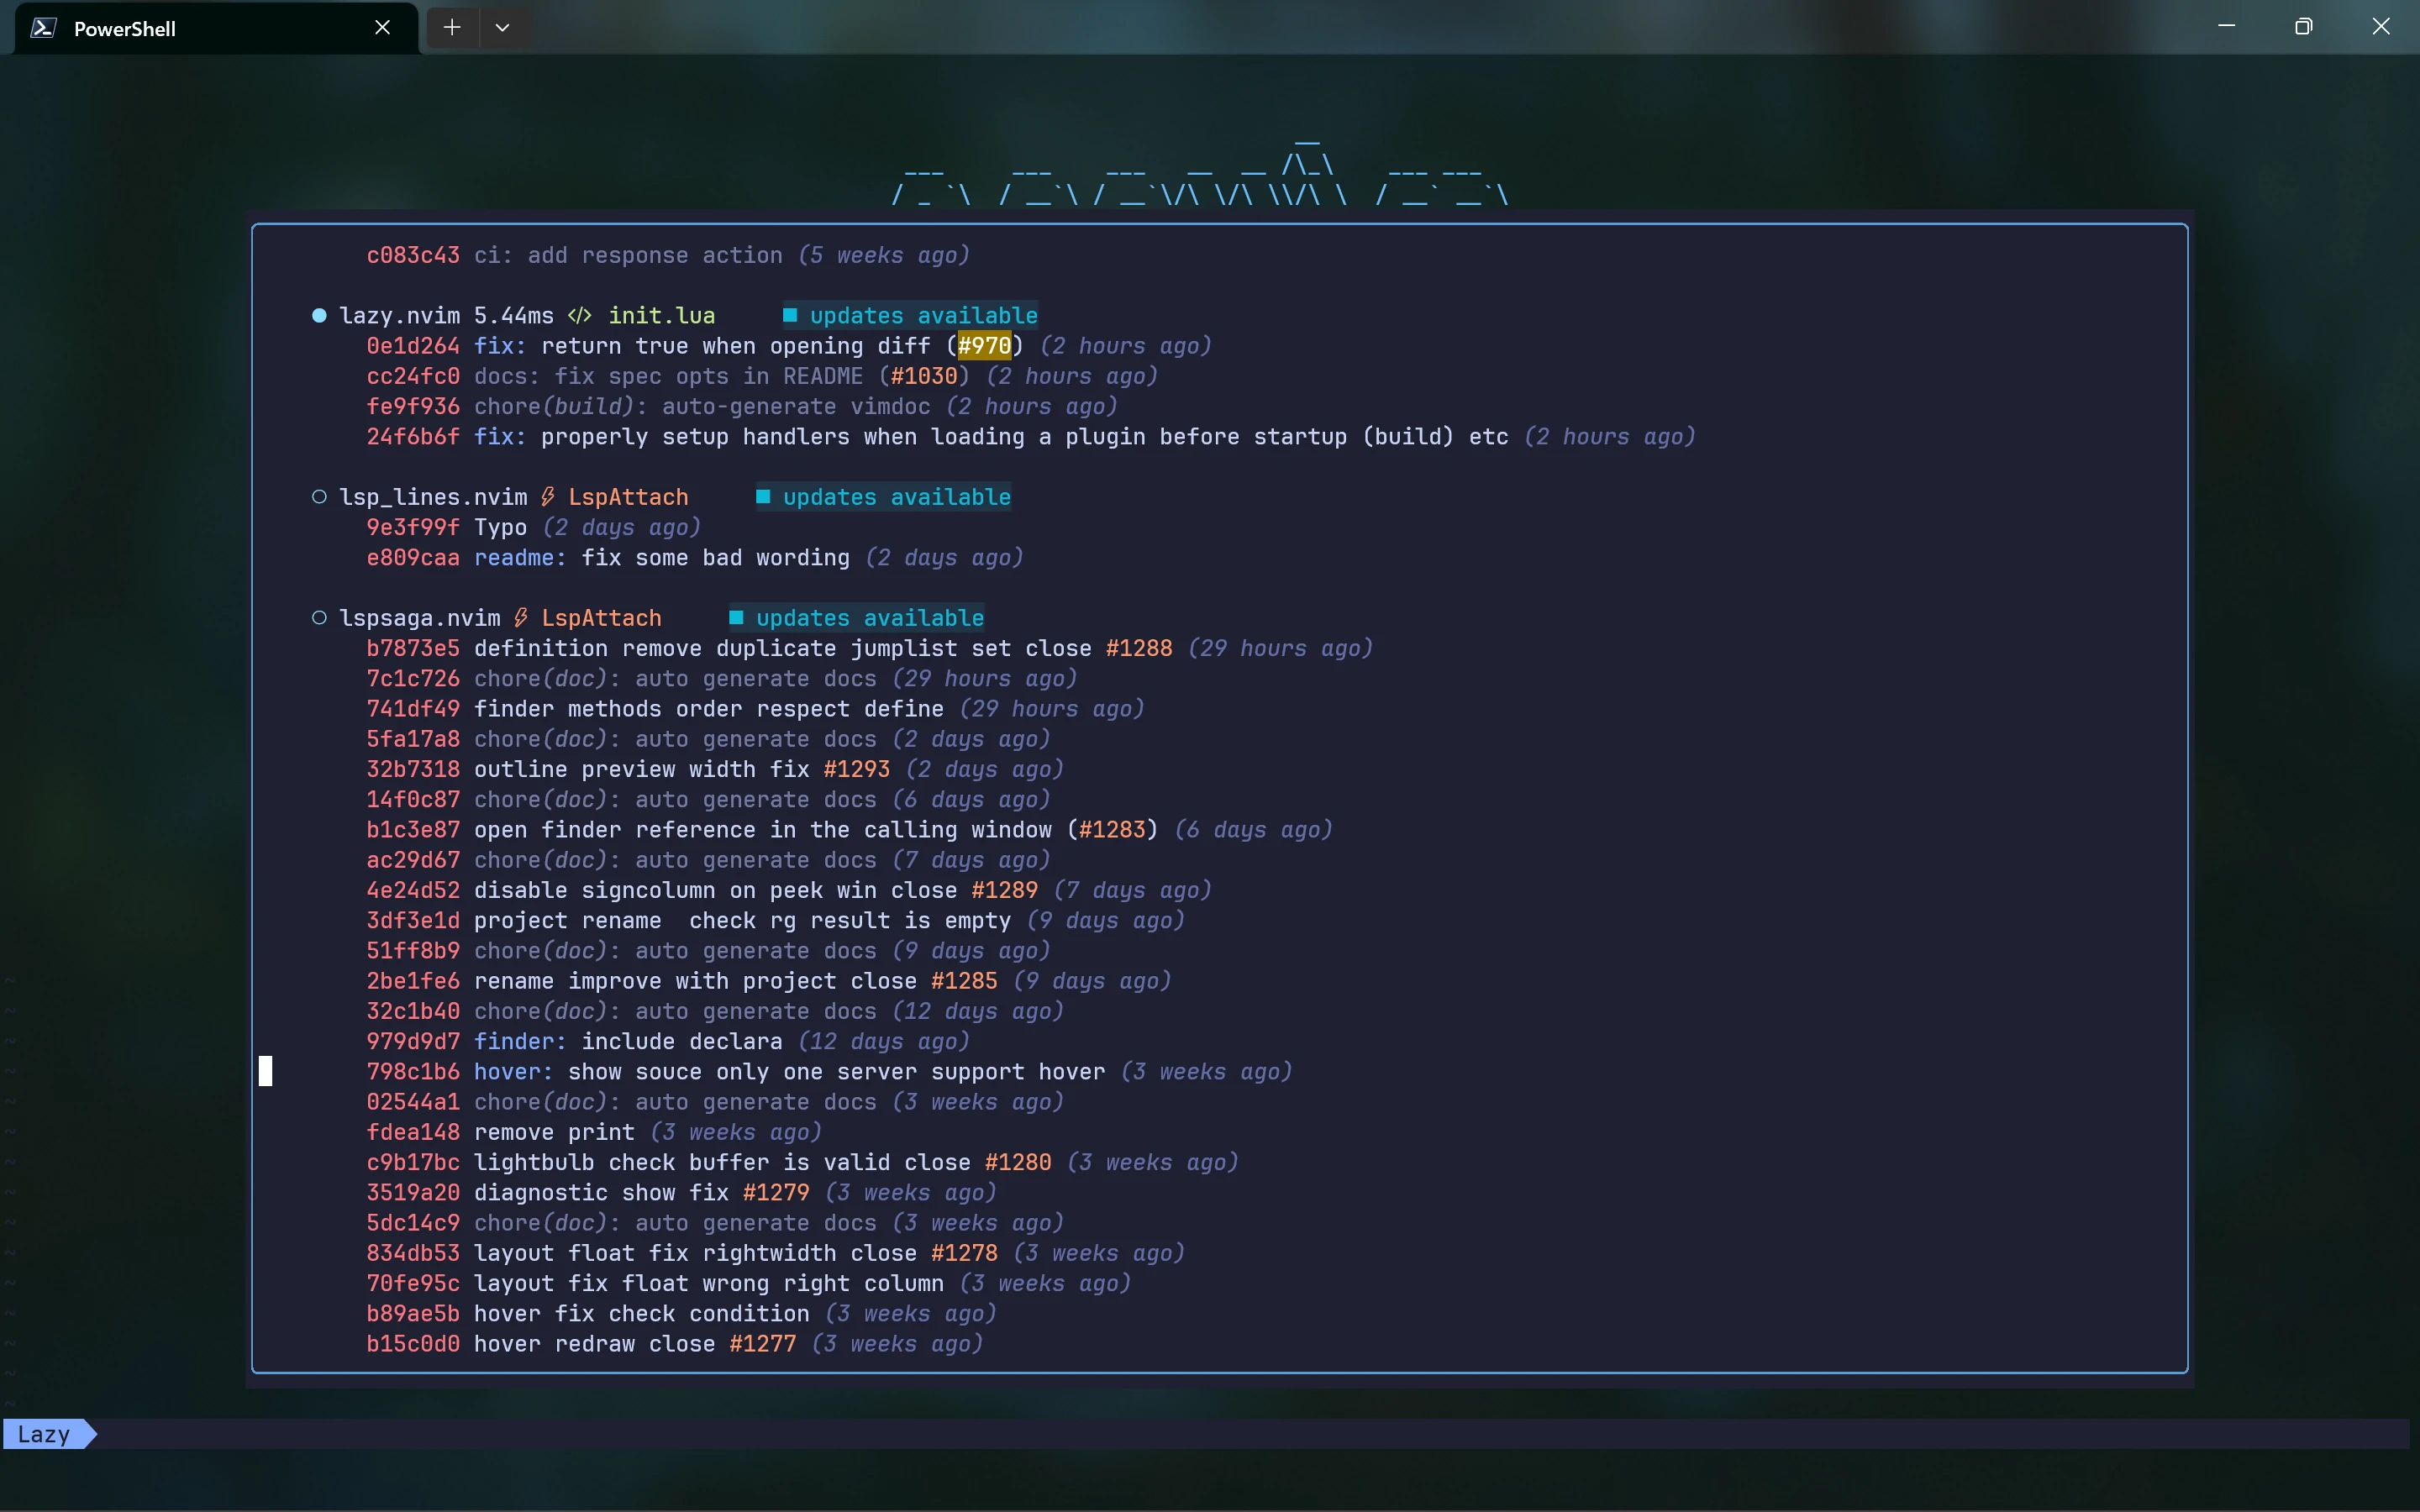 PowerShell
c083c43 ci: add response action (5 weeks ago)
● lazy.nvim 5.44ms </> init.lua ■ updates available
0e1d264 fix: return true when opening diff (#970) (2 hours ago)
cc24fc0 docs: fix spec opts in README (#1030) (2 hours ago)
fe9f936 chore(build): auto-generate vimdoc (2 hours ago)
24f6b6f fix: properly setup handlers when loading a plugin before startup (build) etc (2 hours ago)
○ lsp_lines.nvim LspAttach ■ updates available
9e3f99f Typo (2 days ago)
e809caa readme: fix some bad wording (2 days ago)
○ lspsaga.nvim LspAttach ■ updates available
b7873e5 definition remove duplicate jumplist set close #1288 (29 hours ago)
7c1c726 chore(doc): auto generate docs (29 hours ago)
741df49 finder methods order respect define (29 hours ago)
5fa17a8 chore(doc): auto generate docs (2 days ago)
32b7318 outline preview width fix #1293 (2 days ago)
14f0c87 chore(doc): auto generate docs (6 days ago)
b1c3e87 open finder reference in the calling window (#1283) (6 days ago)
ac29d67 chore(doc): auto generate docs (7 days ago)
4e24d52 disable signcolumn on peek win close #1289 (7 days ago)
3df3e1d project rename  check rg result is empty (9 days ago)
51ff8b9 chore(doc): auto generate docs (9 days ago)
2be1fe6 rename improve with project close #1285 (9 days ago)
32c1b40 chore(doc): auto generate docs (12 days ago)
979d9d7 finder: include declara (12 days ago)
798c1b6 hover: show souce only one server support hover (3 weeks ago)
02544a1 chore(doc): auto generate docs (3 weeks ago)
fdea148 remove print (3 weeks ago)
c9b17bc lightbulb check buffer is valid close #1280 (3 weeks ago)
3519a20 diagnostic show fix #1279 (3 weeks ago)
5dc14c9 chore(doc): auto generate docs (3 weeks ago)
834db53 layout float fix rightwidth close #1278 (3 weeks ago)
70fe95c layout fix float wrong right column (3 weeks ago)
b89ae5b hover fix check condition (3 weeks ago)
b15c0d0 hover redraw close #1277 (3 weeks ago)
Lazy